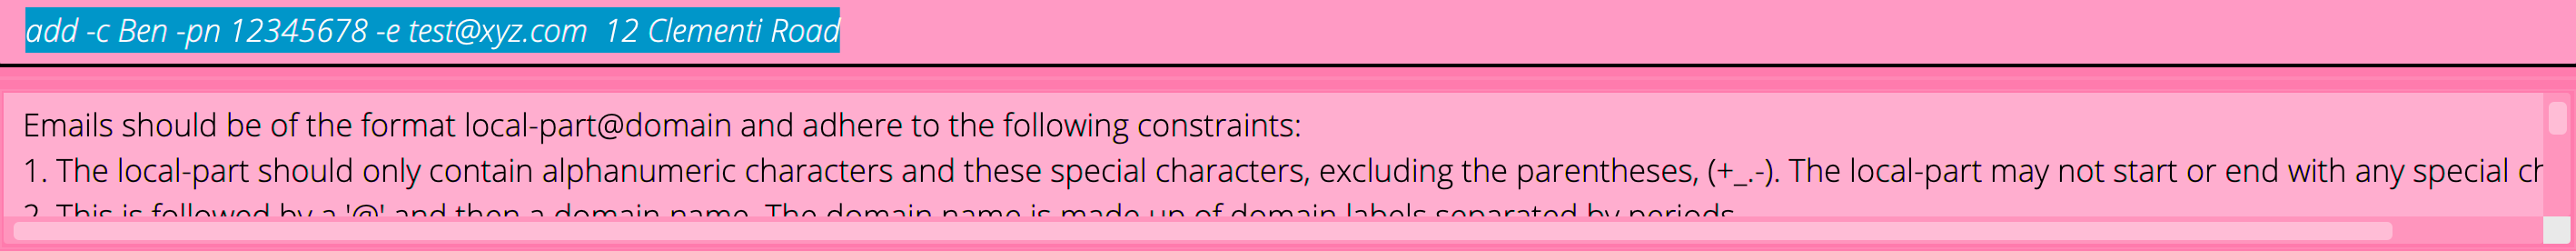 add -c Ben -pn 12345678 -e test@xyz.com  12 Clementi Road
Emails should be of the format local-part@domain and adhere to the following constraints:
1. The local-part should only contain alphanumeric characters and these special characters, excluding the parentheses, (+_.-). The local-part may not start or end with any special ch
2. This is followed by a '@' and then a domain name. The domain name is made up of domain labels separated by periods.